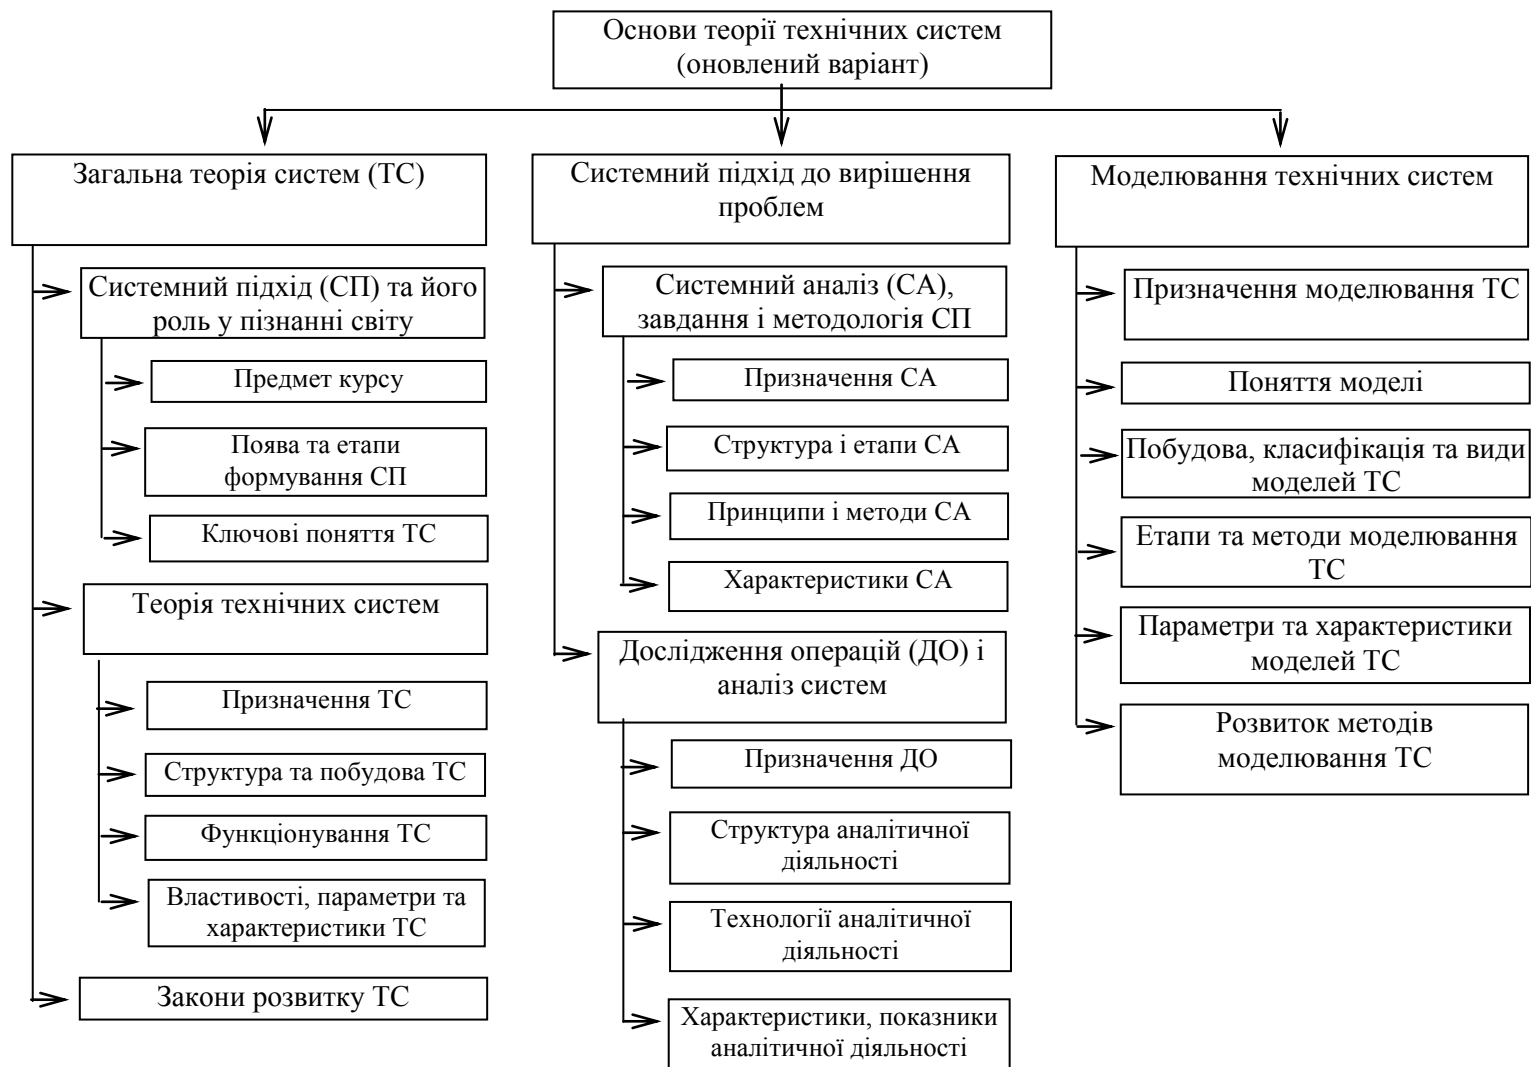 Основи теорії технічних систем
(оновлений варіант)
Загальна теорія систем (ТС)
Системний підхід (СП) та його
роль у пізнанні світу
Предмет курсу
Поява та етапи
формування СП
Ключові поняття ТС
Теорія технічних систем
Призначення ТС
Структура та побудова ТС
Функціонування ТС
Властивості, параметри та
характеристики ТС
Закони розвитку ТС
Системний підхід до вирішення
проблем
Системний аналіз (СА),
завдання і методологія СП
Призначення СА
Структура і етапи СА
Принципи і методи СА
Характеристики СА
Дослідження операцій (ДО) і
аналіз систем
Призначення ДО
Структура аналітичної
діяльності
Технології аналітичної
діяльності
Характеристики, показники
аналітичної діяльності
Моделювання технічних систем
Призначення моделювання ТС
Поняття моделі
Побудова, класифікація та види
моделей ТС
Етапи та методи моделювання
ТС
Параметри та характеристики
моделей ТС
Розвиток методів
моделювання ТС